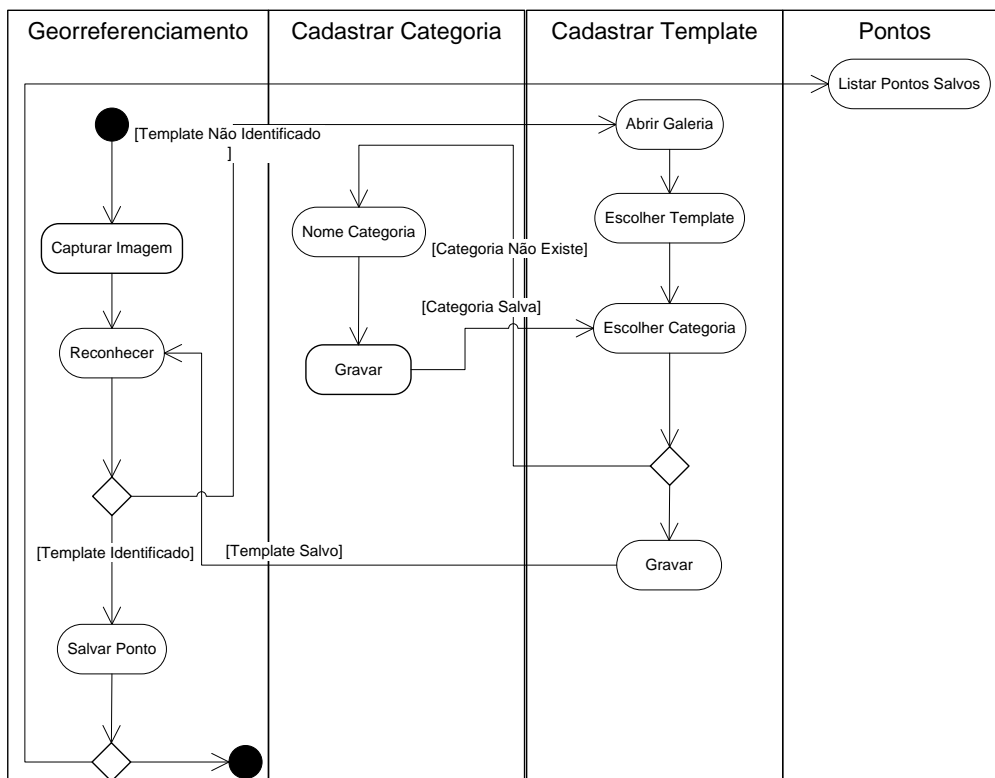 Georreferenciamento
Cadastrar Categoria
Cadastrar Template
Pontos
Listar Pontos Salvos
[Template Não Identificado
]
Abrir Galeria
Nome Categoria
Escolher Template
Capturar Imagem
[Categoria Não Existe]
[Categoria Salva]
Escolher Categoria
Reconhecer
Gravar
[Template Identificado]
[Template Salvo]
Gravar
Salvar Ponto